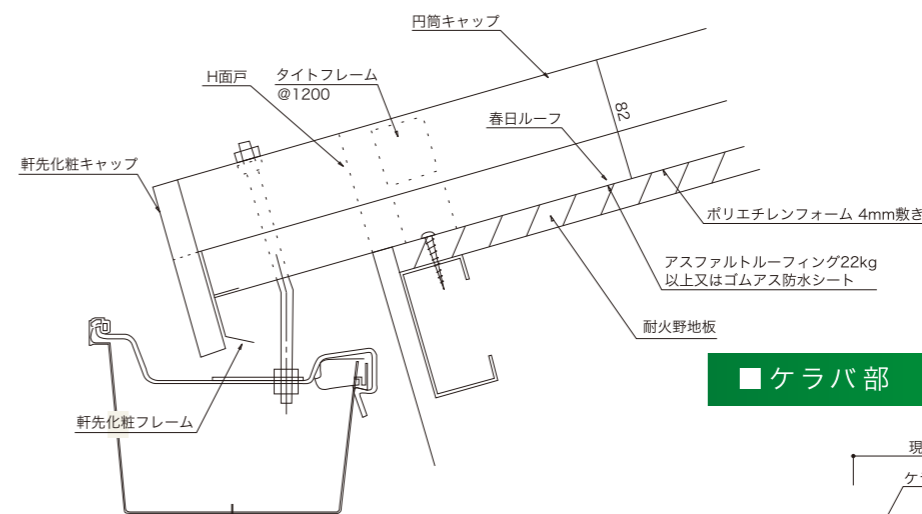 円筒キャップ
H面戸
タイトフレーム
@1200
82
春日ルーフ
軒先化粧キャップ
ポリエチレンフォーム 4mm敷き
アスファルトルーフィング22kg
以上又はゴムアス防水シート
耐火野地板
■ケラバ部
軒先化粧フレーム
現
ケラ